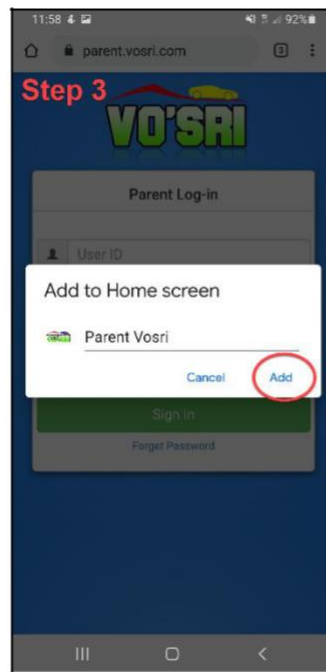 11:58
92%
parent.vosri.com
3
Step 3
VO'SRI
Parent Log-in
User ID
Add to Home screen
Parent Vosri
Cancel Add
Sign in
Forget Password